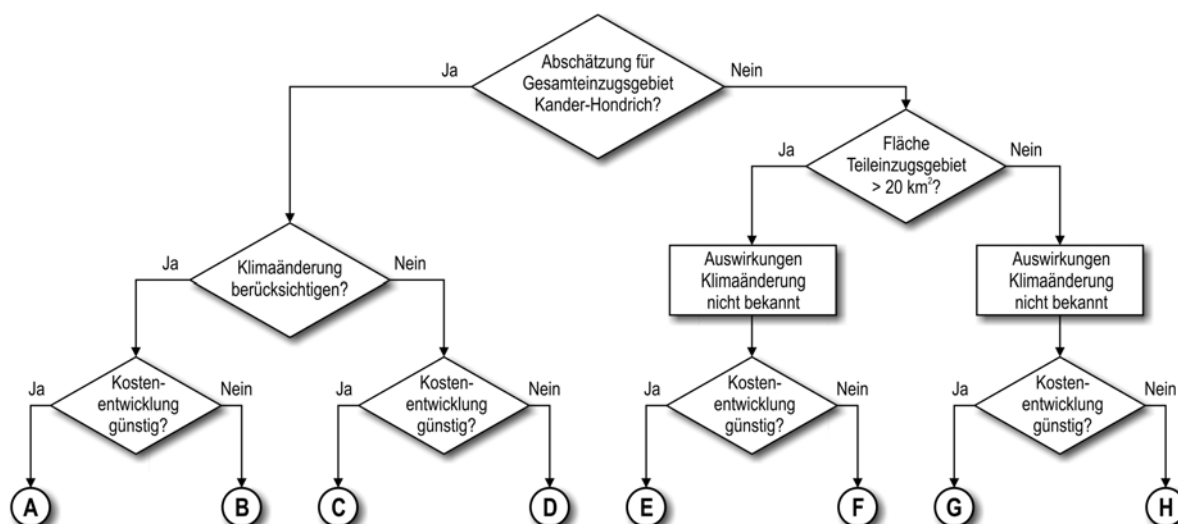 Abschätzung für
Gesamteinzugsgebiet
Kander-Hondrich?
Ja
Nein
Fläche
Teileinzugsgebiet
> 20 km²?
Ja
Nein
Klimaänderung
berücksichtigen?
Ja
Nein
Auswirkungen
Klimaänderung
nicht bekannt
Auswirkungen
Klimaänderung
nicht bekannt
Ja
Kosten-
entwicklung
günstig?
Nein
Ja
Kosten-
entwicklung
günstig?
Nein
Ja
Kosten-
entwicklung
günstig?
Nein
Ja
Kosten-
entwicklung
günstig?
Nein
A
B
C
D
E
F
G
H